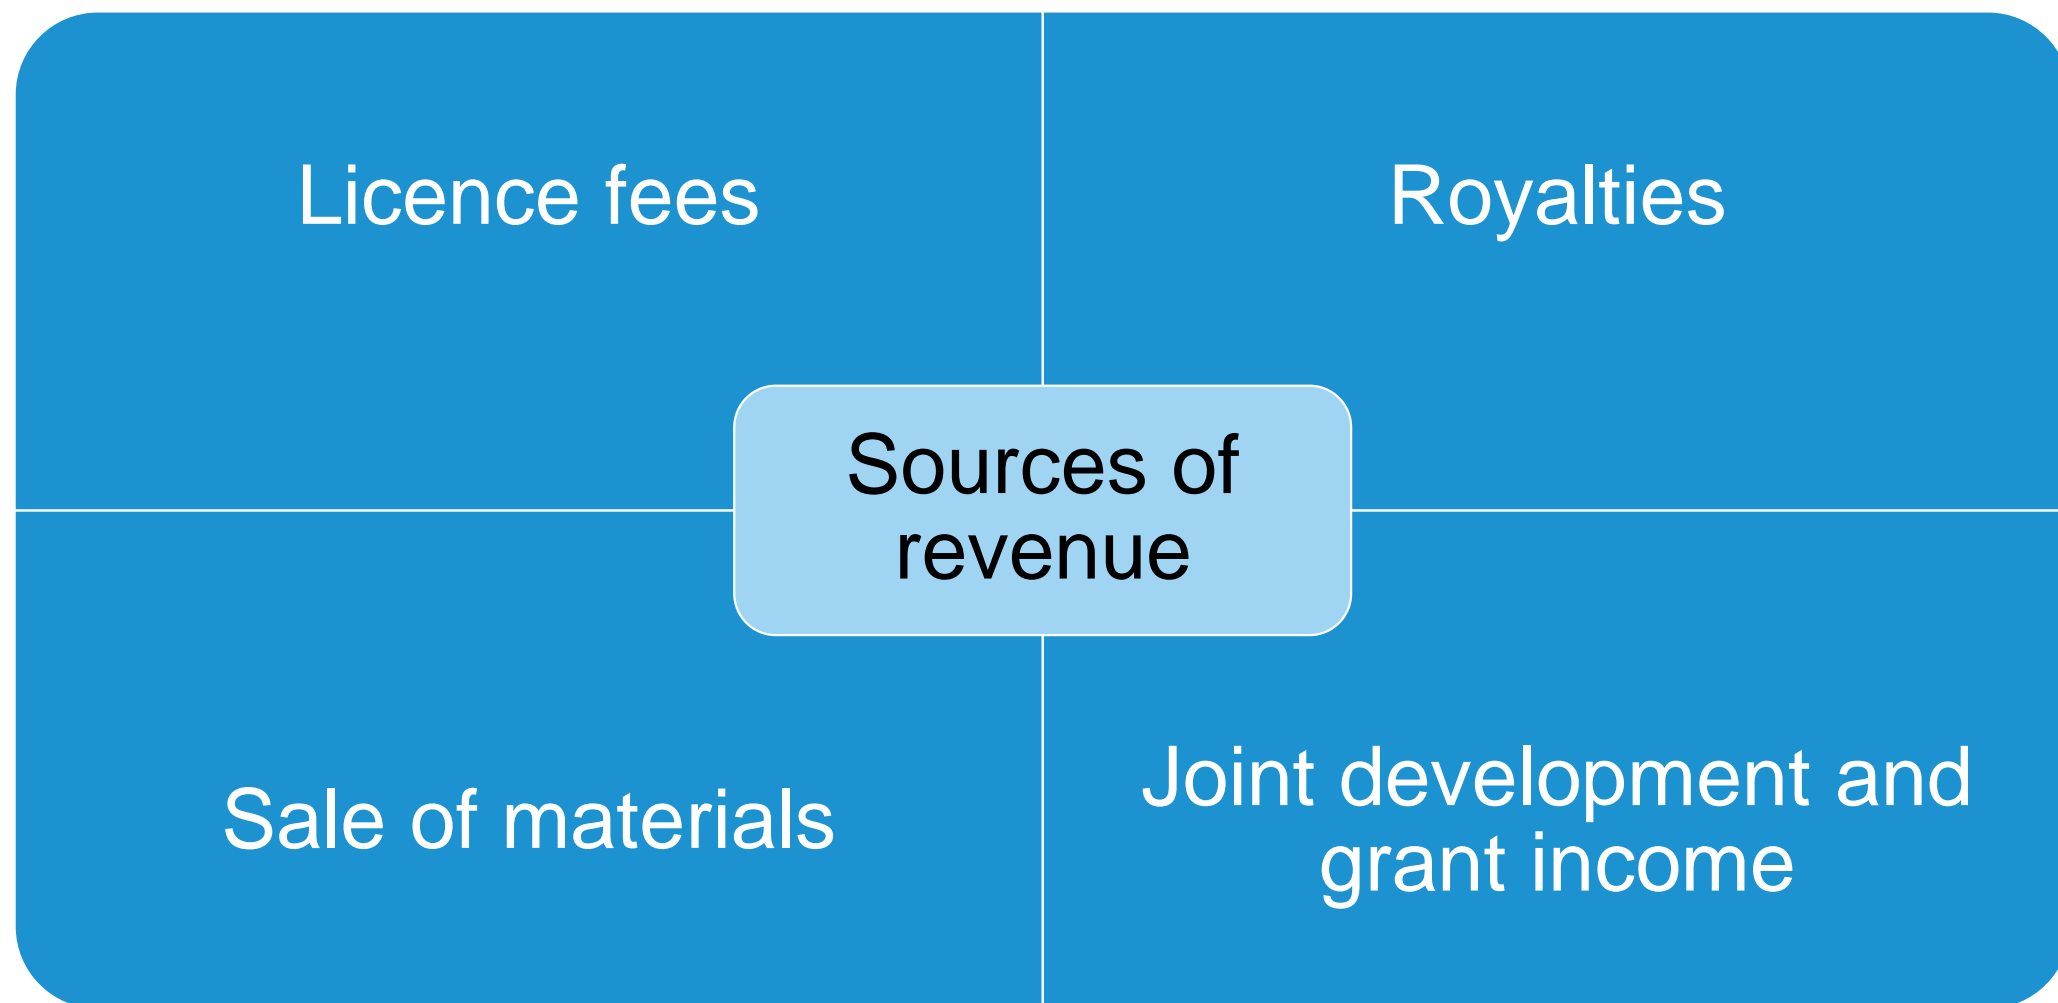 Licence fees
Royalties
Sources of
revenue
Sale of materials
Joint development and
grant income